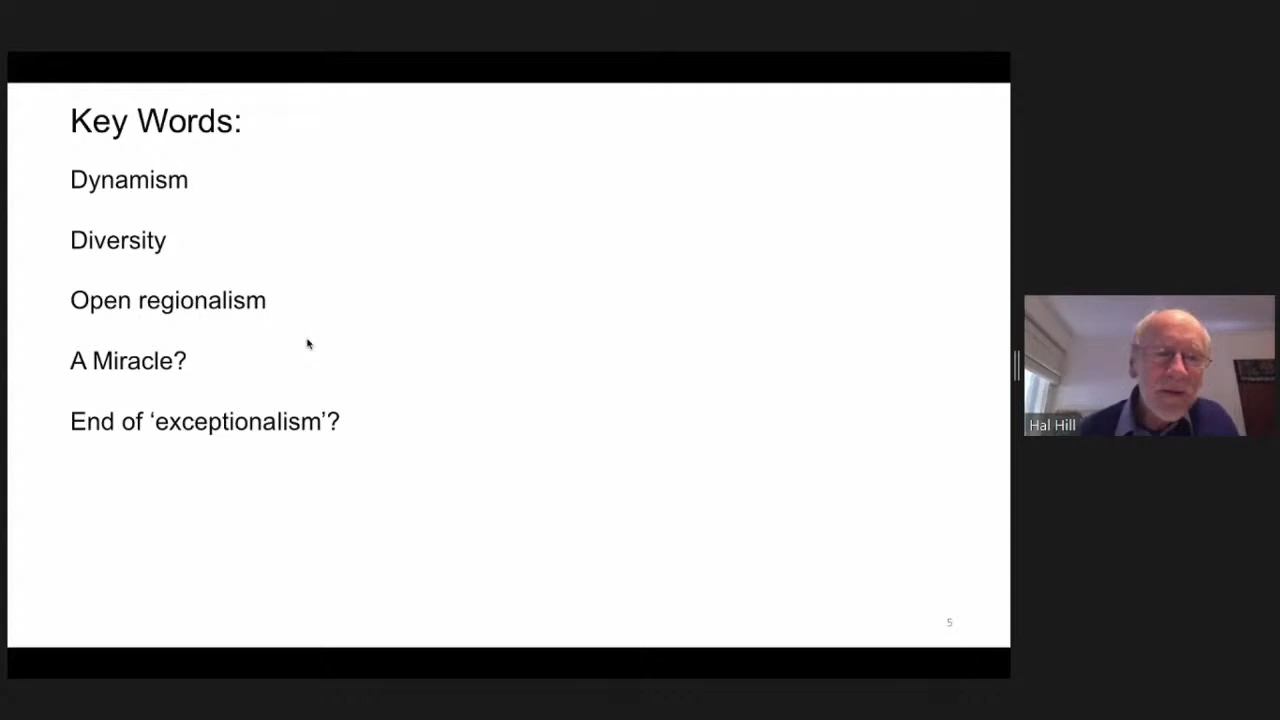 Key Words:
Dynamism
Diversity
Open regionalism
A Miracle?
End of ‘exceptionalism’?
5
Hal Hill